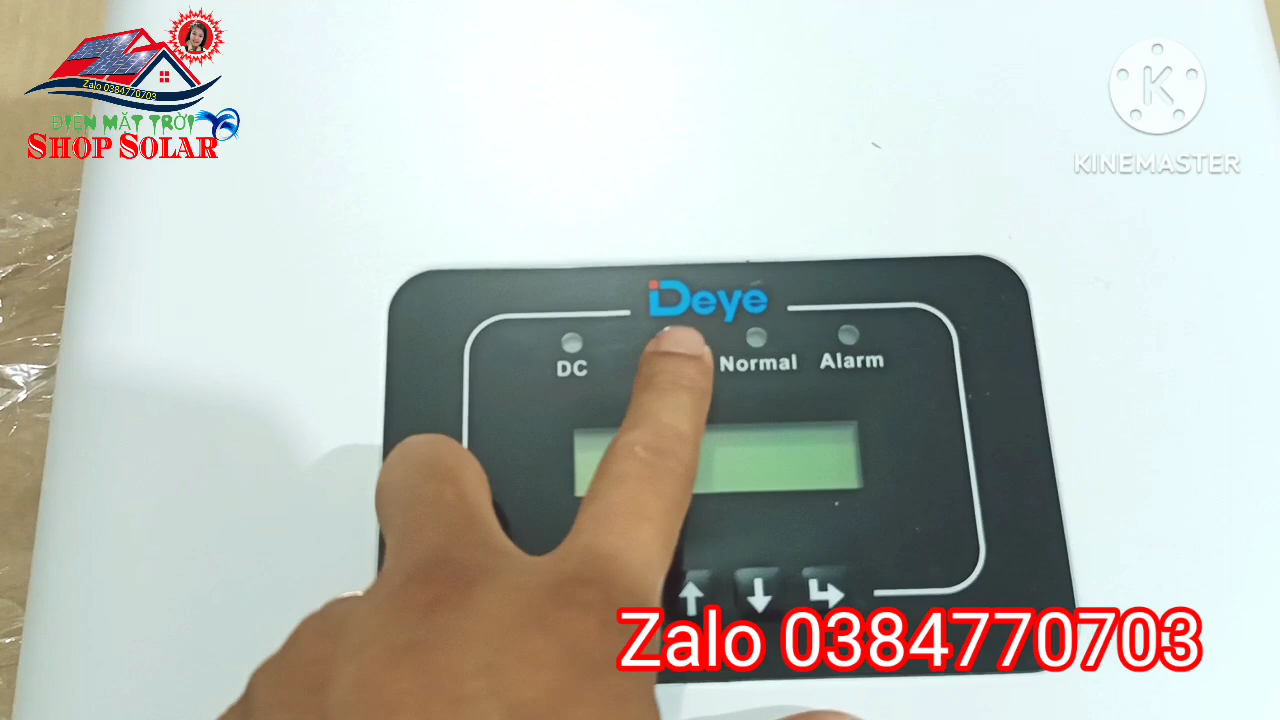 Zalo 0384770703
ĐIỆN MẶT TRỜI
SHOP SOLAR
KINEMASTER
Deye
DC
Normal
Alarm
Zalo 0384770703